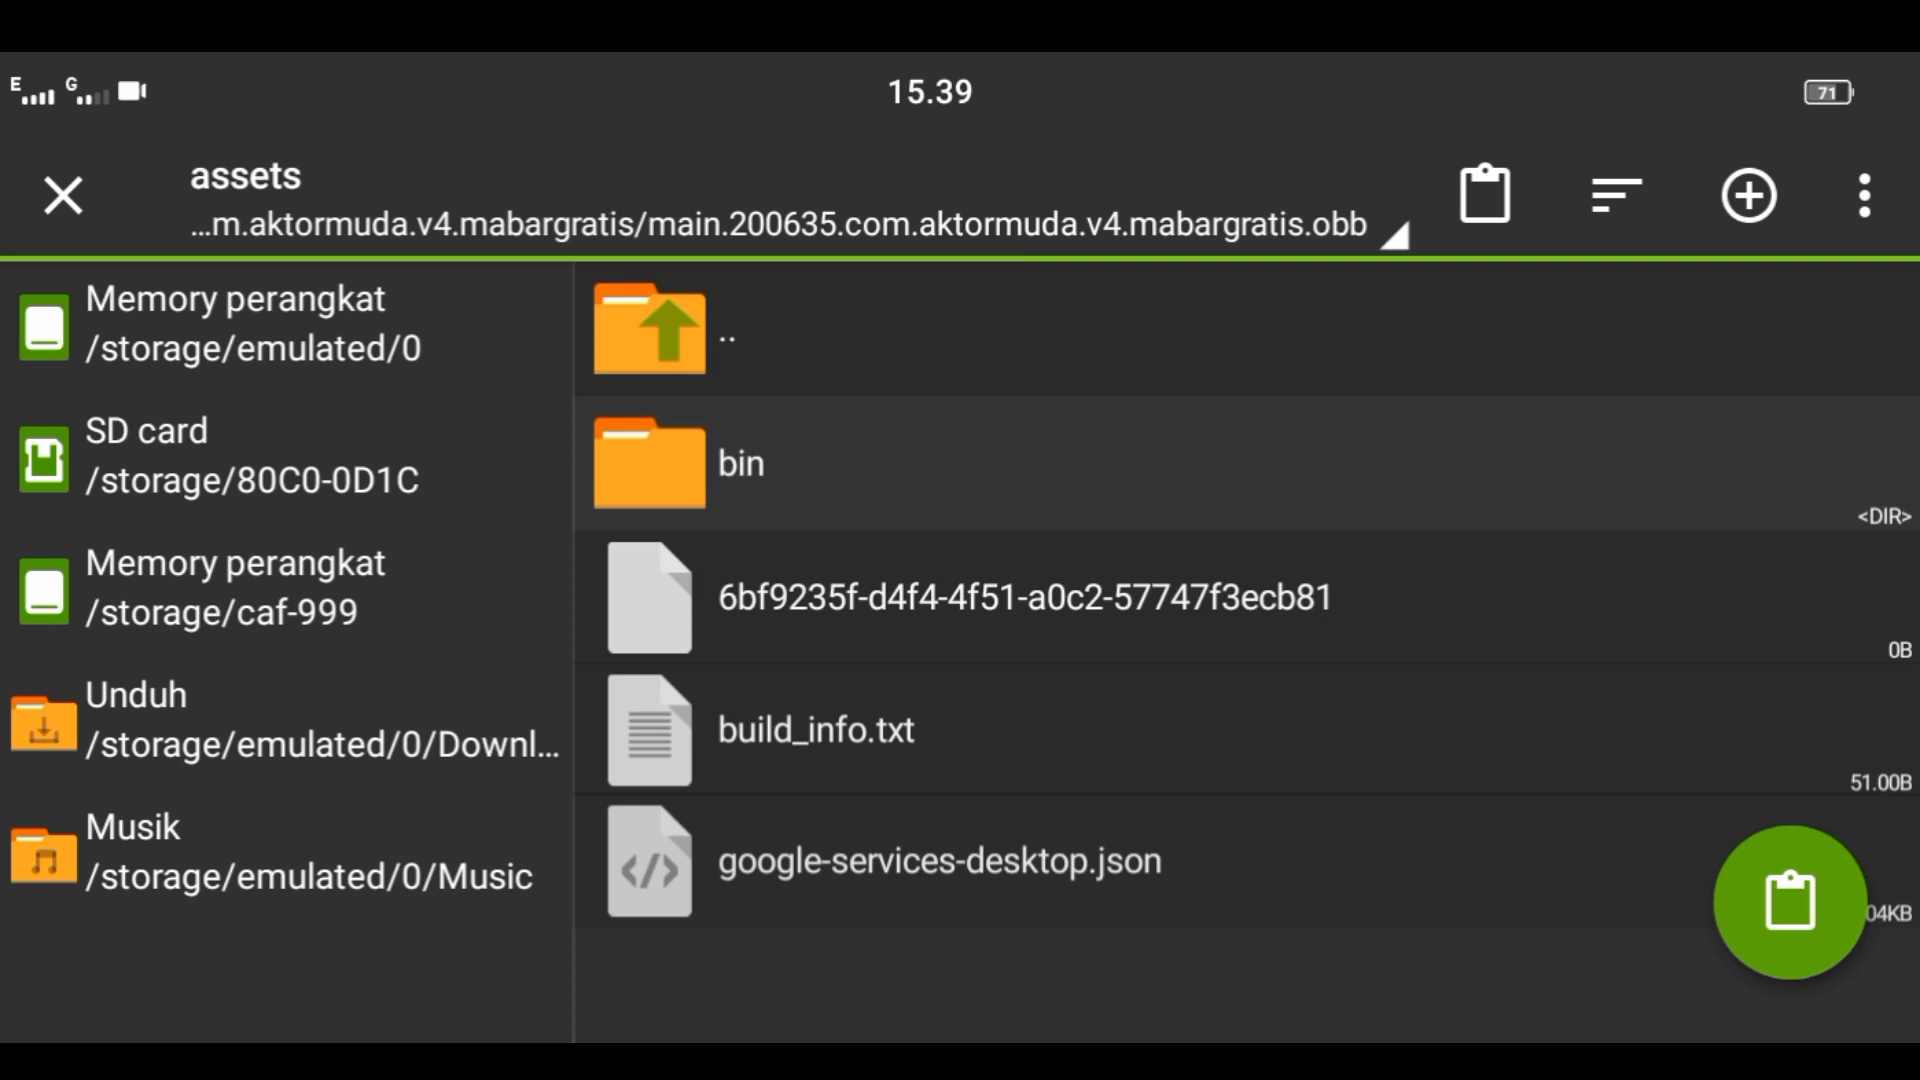 E G 15.39 71
assets
...m.aktormuda.v4.mabargratis/main.200635.com.aktormuda.v4.mabargratis.obb
Memory perangkat
/storage/emulated/0
SD card
/storage/80C0-0D1C
Memory perangkat
/storage/caf-999
Unduh
/storage/emulated/0/Downl...
Musik
/storage/emulated/0/Music
..
bin
<DIR>
6bf9235f-d4f4-4f51-a0c2-57747f3ecb81
0B
build_info.txt
51.00B
google-services-desktop.json
04KB